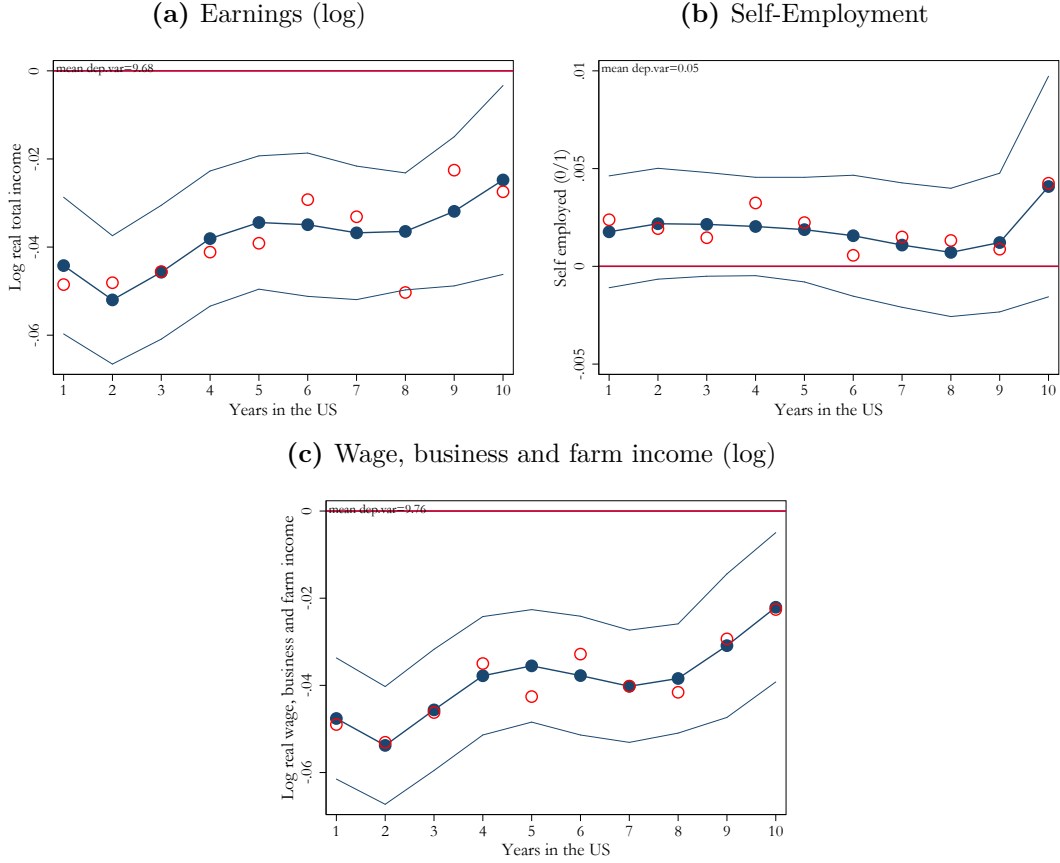 (a) Earnings (log)
(b) Self-Employment
mean dep.var=9.68
Log real total income
0
-.02
-.04
-.06
1 2 3 4 5 6 7 8 9 10
Years in the US
mean dep.var=0.05
Self employed (0/1)
.01
.005
0
-.005
1 2 3 4 5 6 7 8 9 10
Years in the US
(c) Wage, business and farm income (log)
mean dep.var=9.76
Log real wage, business and farm income
0
-.02
-.04
-.06
1 2 3 4 5 6 7 8 9 10
Years in the US